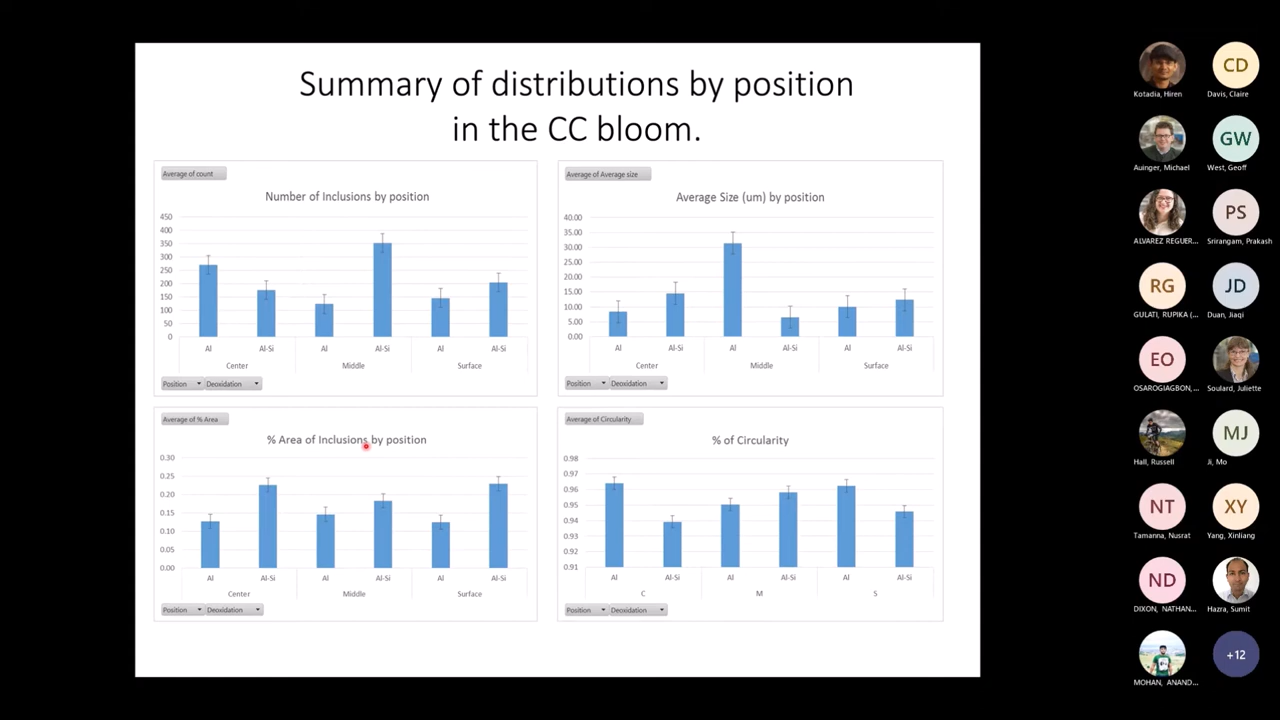 Summary of distributions by position
in the CC bloom.
Average of count
Number of Inclusions by position
450
400
350
300
250
200
150
100
50
0
Al
Al-Si
Al
Al-Si
Al
Al-Si
Center
Middle
Surface
Position
Deoxidation
Average of Average size
Average Size (um) by position
40.00
35.00
30.00
25.00
20.00
15.00
10.00
5.00
0.00
Al
Al-Si
Al
Al-Si
Al
Al-Si
Center
Middle
Surface
Position
Deoxidation
Average of % Area
% Area of Inclusions by position
0.30
0.25
0.20
0.15
0.10
0.05
0.00
Al
Al-Si
Al
Al-Si
Al
Al-Si
Center
Middle
Surface
Position
Deoxidation
Average of Circularity
% of Circularity
0.98
0.97
0.96
0.95
0.94
0.93
0.92
0.91
Al
Al-Si
Al
Al-Si
Al
Al-Si
C
M
S
Position
Deoxidation
Kotadia, Hiren
CD
Davis, Claire
Auinger, Michael
GW
West, Geoff
ALVAREZ REGUER...
PS
Srirangam, Prakash
RG
GULATI, RUPIKA (...
JD
Duan, Jiaqi
EO
OSAROGIAGBON,...
Soulard, Juliette
Hall, Russell
MJ
Ji, Mo
NT
Tamanna, Nusrat
XY
Yang, Xinliang
ND
DIXON, NATHAN...
Hazra, Sumit
MOHAN, ANAND...
+12